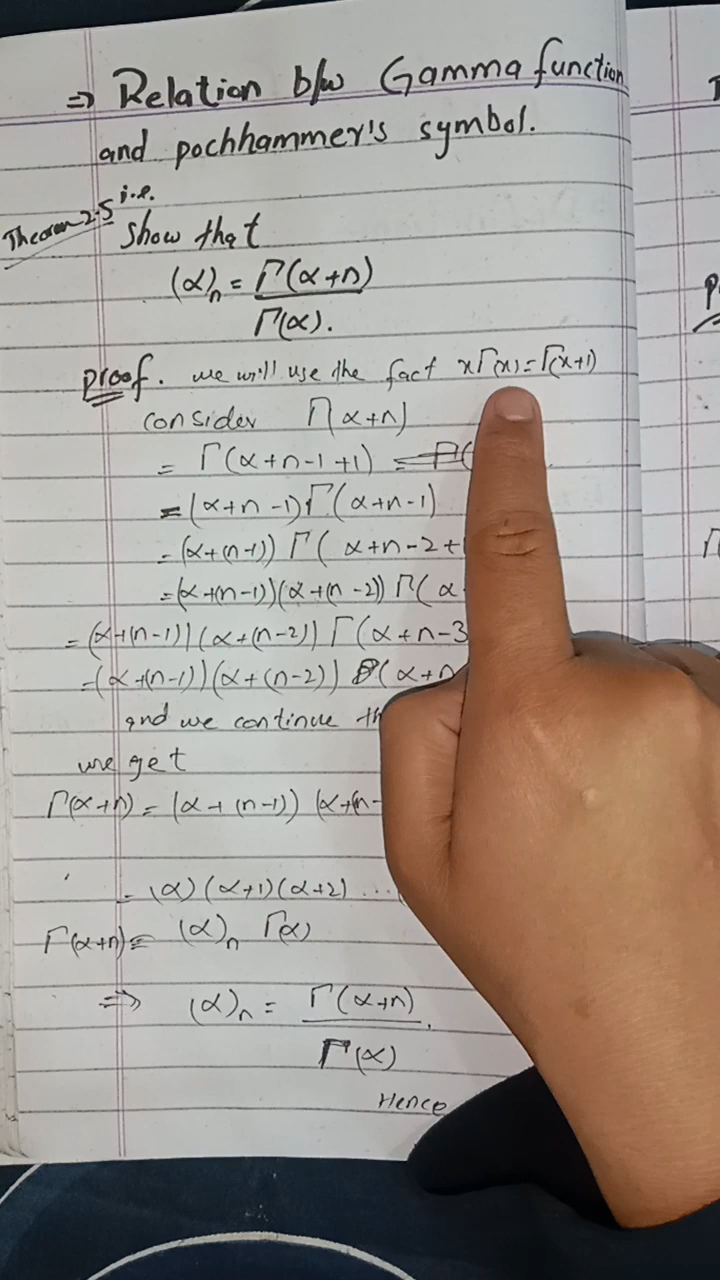 ⇒ Relation b/w Gamma function
and pochhammer's symbol.
Theorem 2.5 i.e.
Show that
(α)ₙ = Γ(α+n)
Γ(α).
Proof. we will use the fact xΓ(x)=Γ(x+1)
consider Γ(α+n)
= Γ(α+n-1+1) = Γ(
= (α+n-1)Γ(α+n-1)
= (α+(n-1)) Γ( α+n-2+
= (α+(n-1))(α+(n-2)) Γ(α
= (α+(n-1))(α+(n-2)) Γ(α+n-3
= (α+(n-1))(α+(n-2)) (α+n
and we continue
we get
Γ(α+n) = (α+(n-1)) (α+(n-
= (α)(α+1)(α+2) ...
Γ(α+n) = (α)ₙ Γ(α)
⇒ (α)ₙ = Γ(α+n)
Γ(α)
Hence